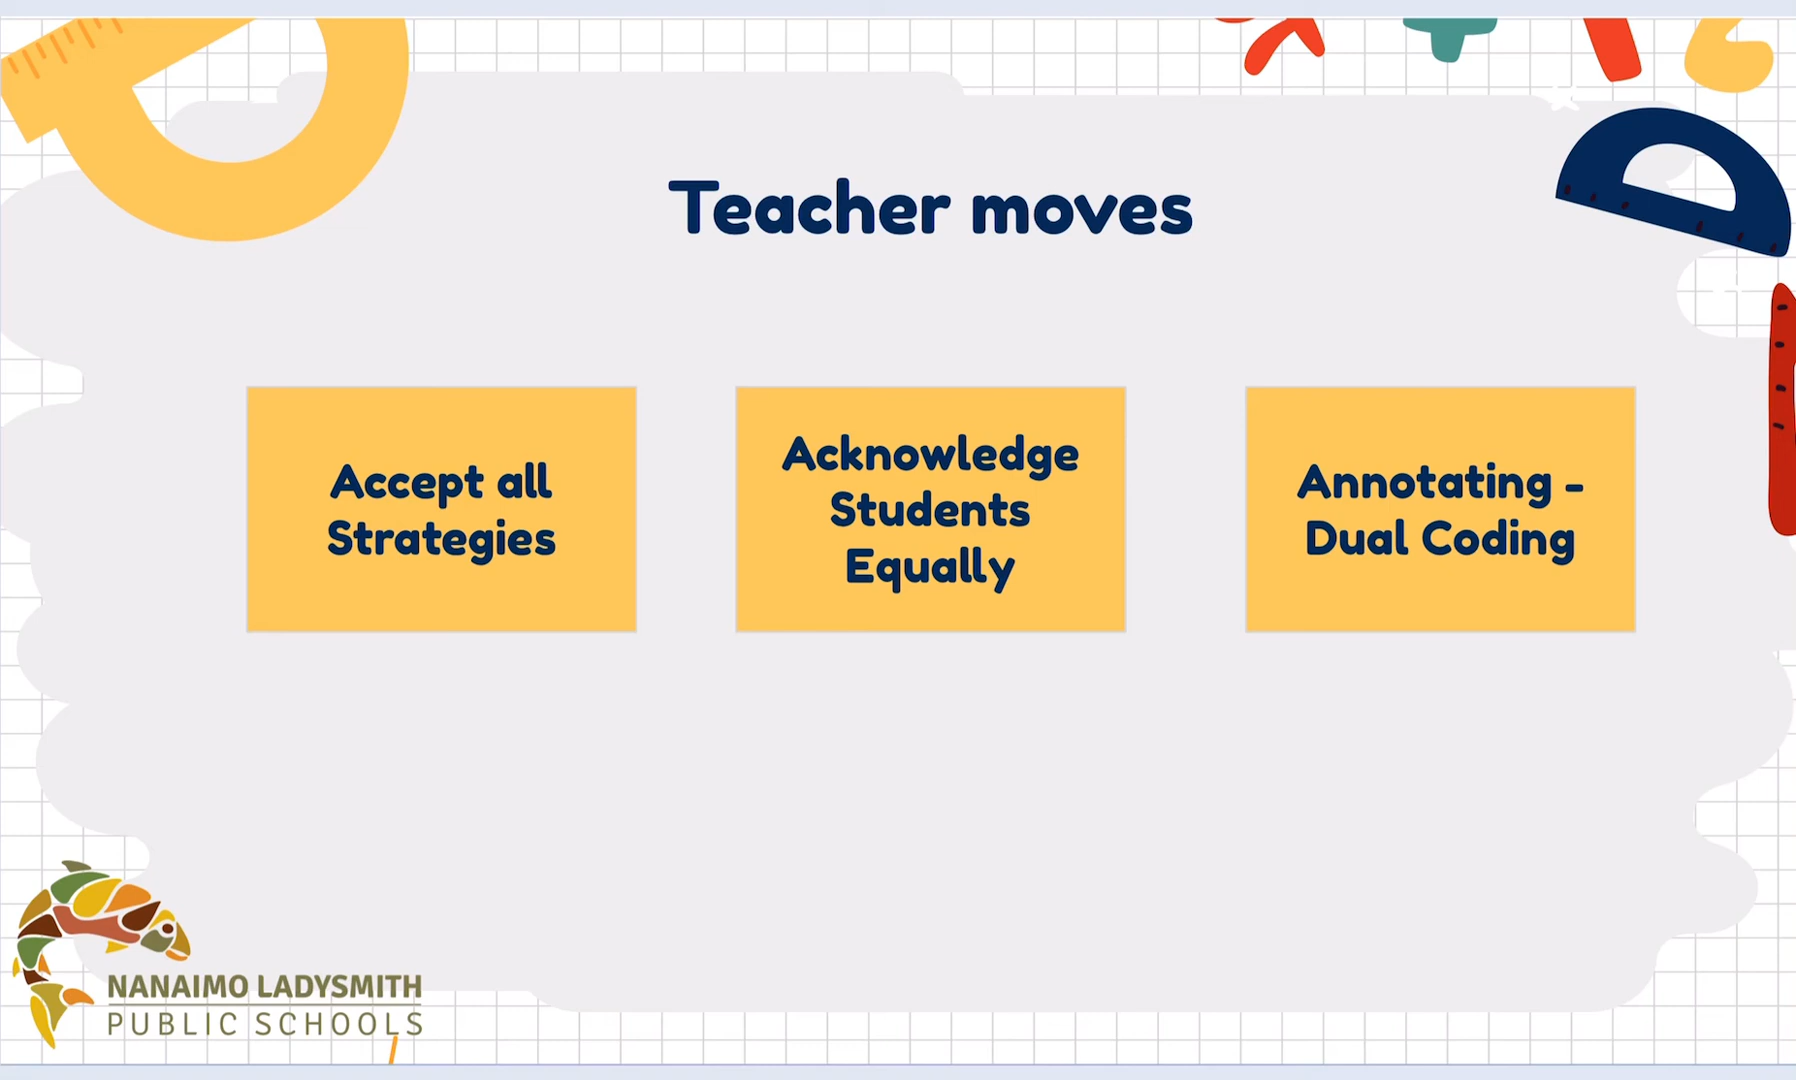 Teacher moves
Accept all
Strategies
Acknowledge
Students
Equally
Annotating -
Dual Coding
NANAIMO LADYSMITH
PUBLIC SCHOOLS